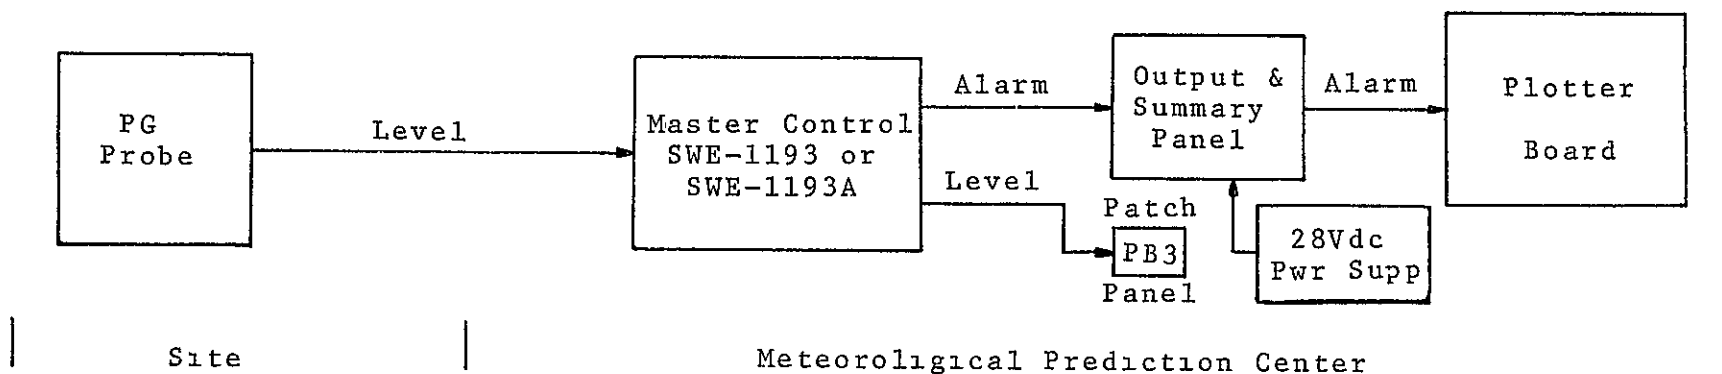 PG
Probe
Level
Master Control
SWE-1193 or
SWE-1193A
Alarm
Level
Output &
Summary
Panel
Alarm
Plotter
Board
Patch
PB3
Panel
28Vdc
Pwr Supp
Site
Meteoroligical Prediction Center